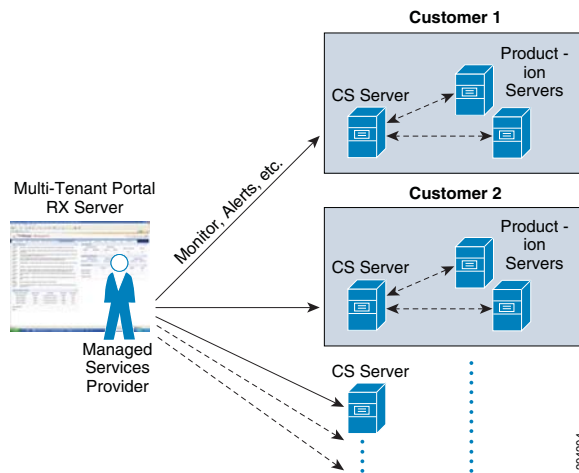 Customer 1
Product -
ion
Servers
CS Server
Monitor, Alerts, etc.
Multi-Tenant Portal
RX Server
Customer 2
Product -
ion
Servers
CS Server
Managed
Services
Provider
CS Server